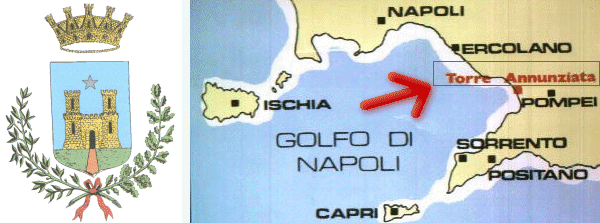 NAPOLI
ERCOLANO
Torre Annunziata
ISCHIA
POMPEI
GOLFO DI
NAPOLI
SORRENTO
POSITANO
CAPRI